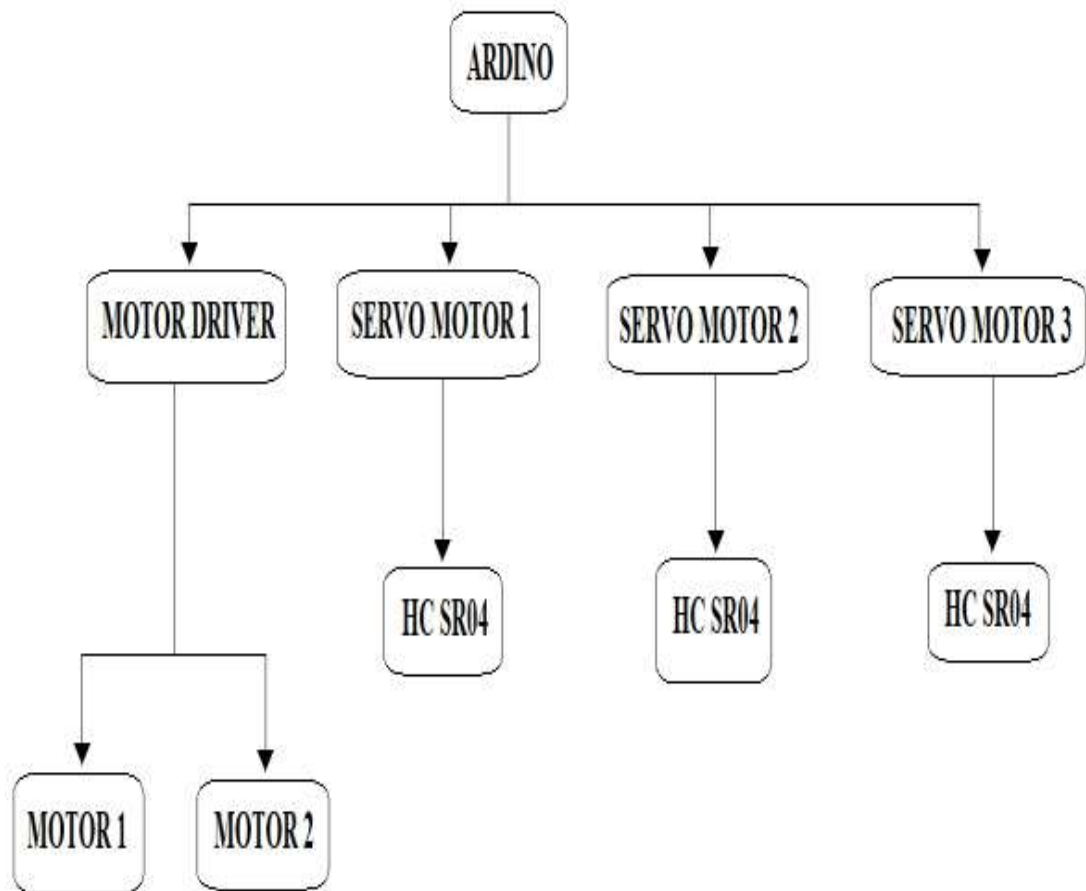 ARDINO
MOTOR DRIVER
SERVO MOTOR 1
SERVO MOTOR 2
SERVO MOTOR 3
HC SR04
HC SR04
HC SR04
MOTOR 1
MOTOR 2